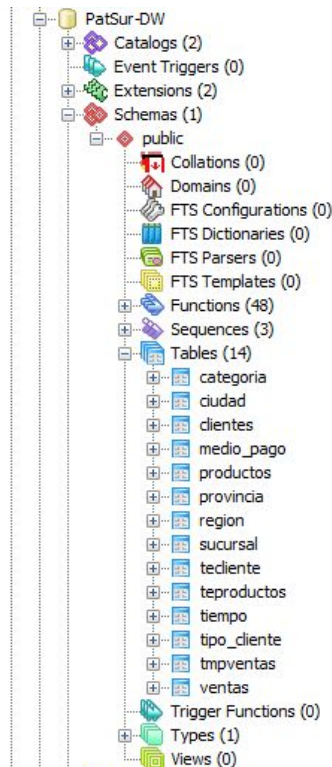 PatSur-DW
Catalogs (2)
Event Triggers (0)
Extensions (2)
Schemas (1)
public
Collations (0)
Domains (0)
FTS Configurations (0)
FTS Dictionaries (0)
FTS Parsers (0)
FTS Templates (0)
Functions (48)
Sequences (3)
Tables (14)
categoria
ciudad
clientes
medio_pago
productos
provincia
region
sucursal
tecliente
teproductos
tiempo
tipo_cliente
tmpventas
ventas
Trigger Functions (0)
Types (1)
Views (0)